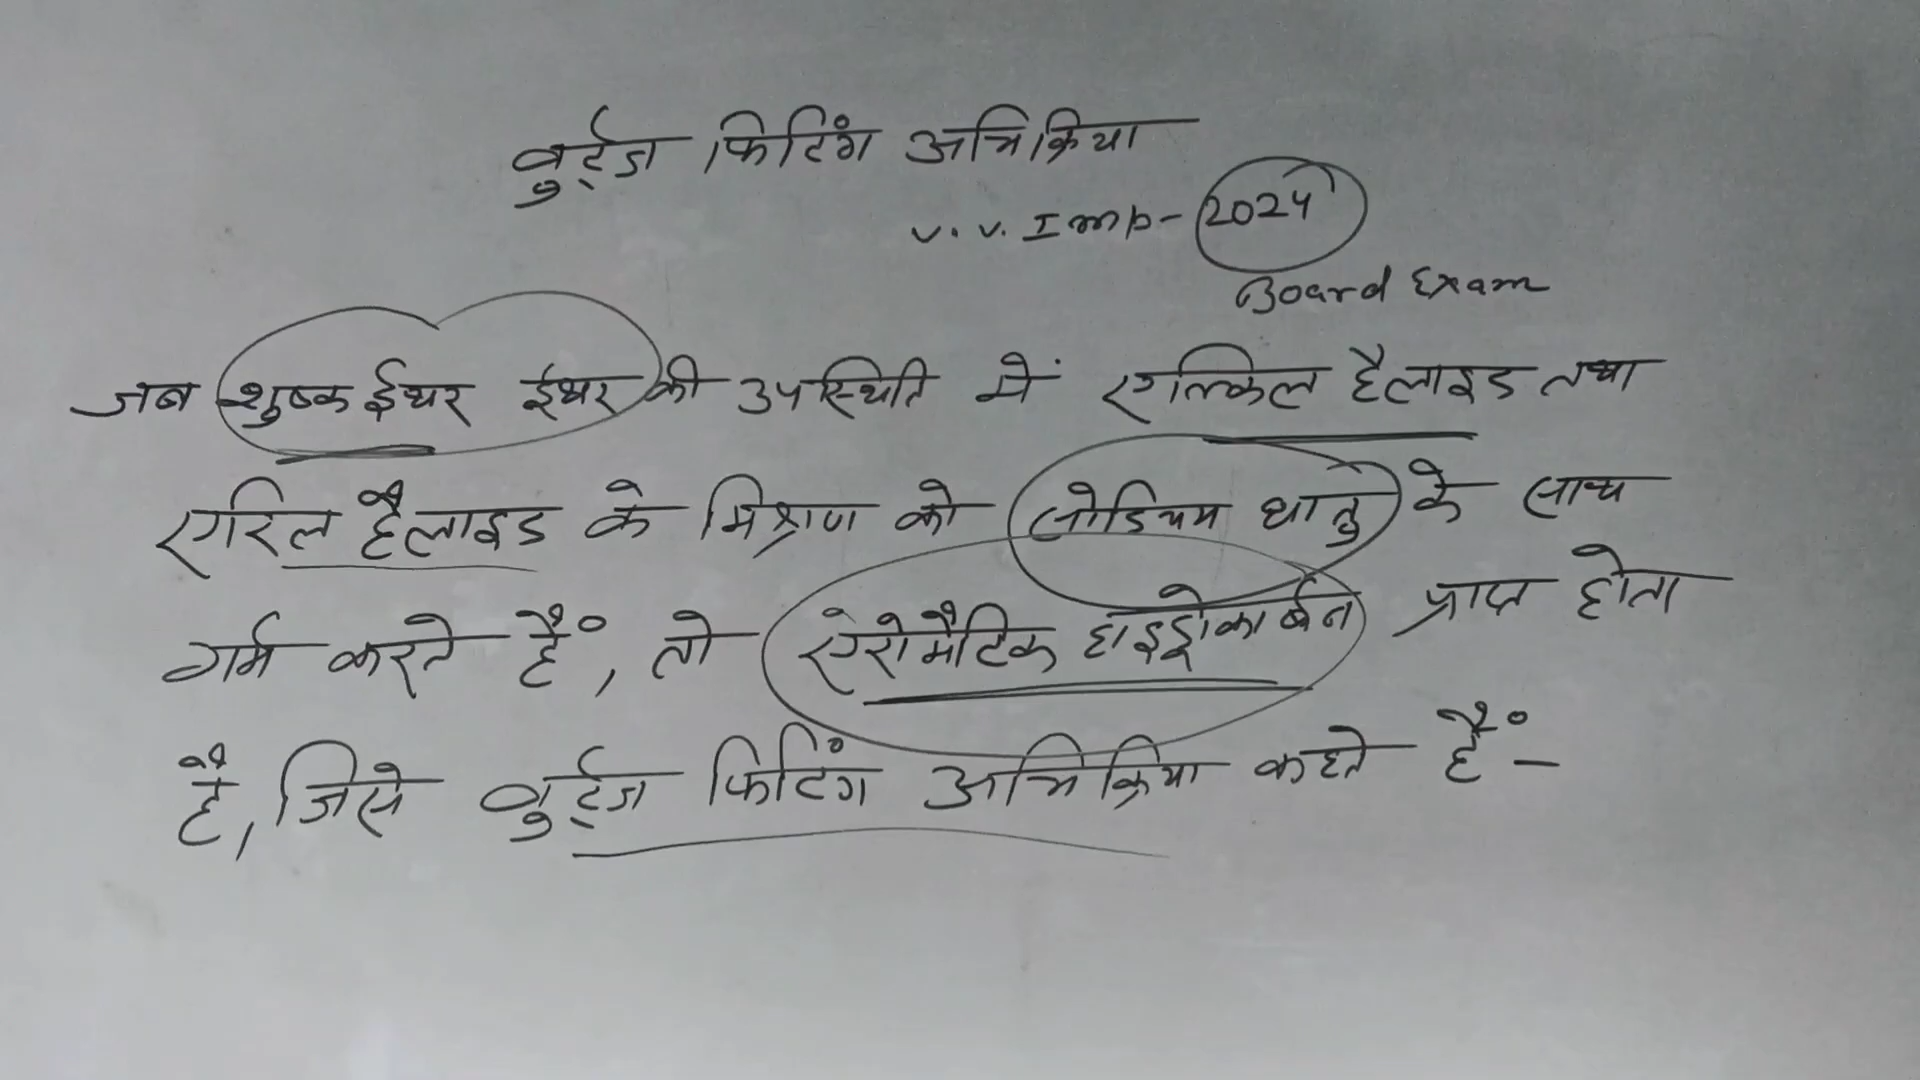 वुर्ट्ज फिटिंग अभिक्रिया
v. v. Imp - 2024
Board Exam
जब शुष्क ईथर ईथर की उपस्थिति में एल्किल हैलाइड तथा
एरिल हैलाइड के मिश्रण को सोडियम धातु के साथ
गर्म करते हैं, तो ऐरोमैटिक हाइड्रोकार्बन प्राप्त होता
है, जिसे वुर्ट्ज फिटिंग अभिक्रिया कहते हैं -